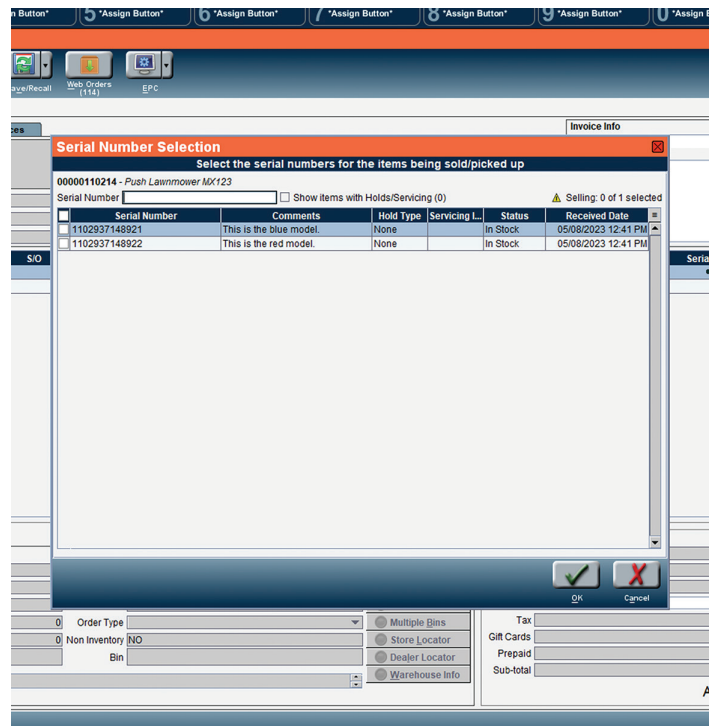 n Button* 5 *Assign Button* 6 *Assign Button* 7 *Assign Button* 8 *Assign Button* 9 *Assign Button* 0 *Assign
ave/Recall Web Orders (114) EPC
ces Invoice Info
Serial Number Selection
Select the serial numbers for the items being sold/picked up
00000110214 - Push Lawnmower MX123
Serial Number Show items with Holds/Servicing (0) Selling: 0 of 1 selected
Serial Number Comments Hold Type Servicing I... Status Received Date
1102937148921 This is the blue model. None In Stock 05/08/2023 12:41 PM
1102937148922 This is the red model. None In Stock 05/08/2023 12:41 PM
S/O Seria
OK Cancel
0 Order Type Multiple Bins Tax
0 Non Inventory NO Store Locator Gift Cards
Bin Dealer Locator Prepaid
Warehouse Info Sub-total
A